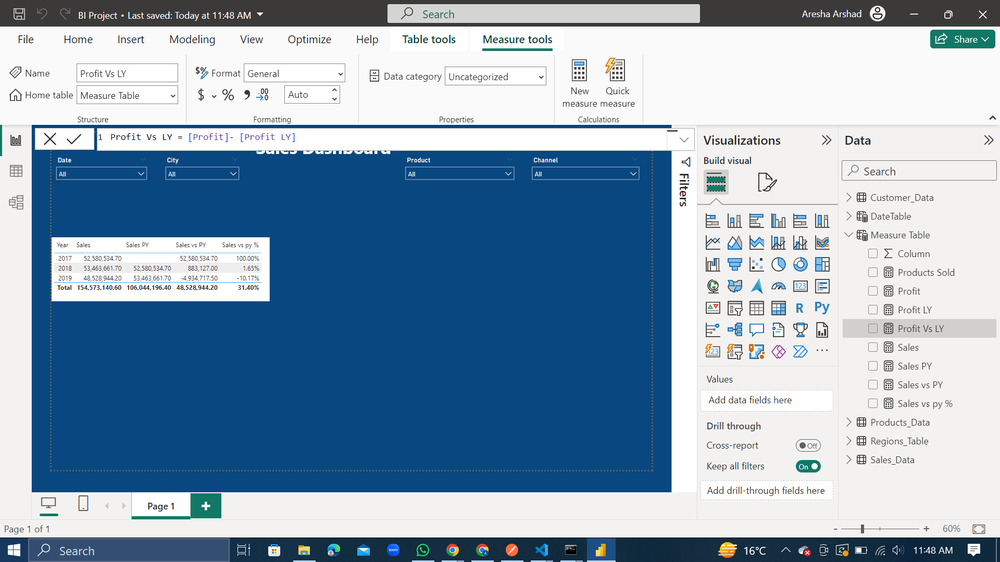 BI Project • Last saved: Today at 11:48 AM
Search
Aresha Arshad
File Home Insert Modeling View Optimize Help Table tools Measure tools
Share
Name Profit Vs LY
Home table Measure Table
Structure
$% Format General
$ % Auto
Formatting
Data category Uncategorized
Properties
New measure
Quick measure
Calculations
1 Profit Vs LY = [Profit]- [Profit LY]
Sales Dashboard
Date City Product Channel
All All All All
Year Sales Sales PY Sales vs PY Sales vs py %
2017 52,580,534.70 52,580,534.70 100.00%
2018 53,463,661.70 52,580,534.70 883,127.00 1.65%
2019 48,528,944.20 53,463,661.70 -4,934,717.50 -10.17%
Total 154,573,140.60 106,044,196.40 48,528,944.20 31.40%
Filters
Visualizations
Build visual
123
R Py
123
Values
Add data fields here
Drill through
Cross-report Off
Keep all filters On
Add drill-through fields here
Data
Search
Customer_Data
DateTable
Measure Table
Column
Products Sold
Profit
Profit LY
Profit Vs LY
Sales
Sales PY
Sales vs PY
Sales vs py %
Products_Data
Regions_Table
Sales_Data
Page 1
Page 1 of 1
- + 60%
Search
zoom
16°C
11:48 AM